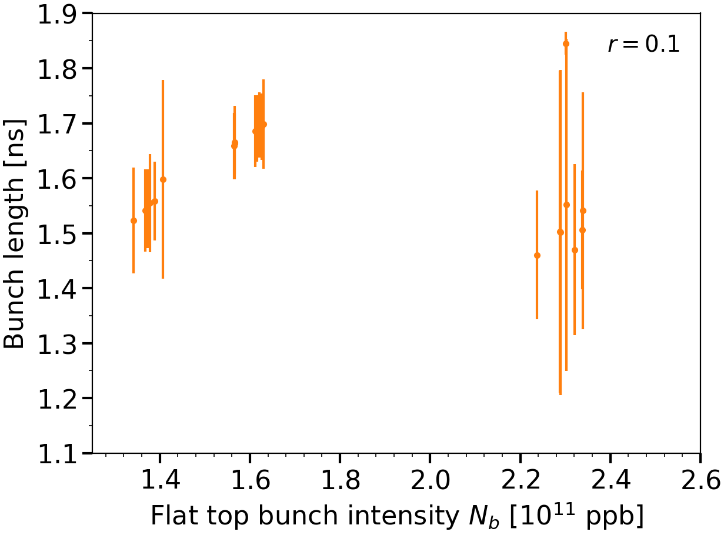 1.9
1.8
1.7
1.6
1.5
1.4
1.3
1.2
1.1
Bunch length [ns]
r = 0.1
1.4 1.6 1.8 2.0 2.2 2.4 2.6
Flat top bunch intensity N_b [10¹¹ ppb]